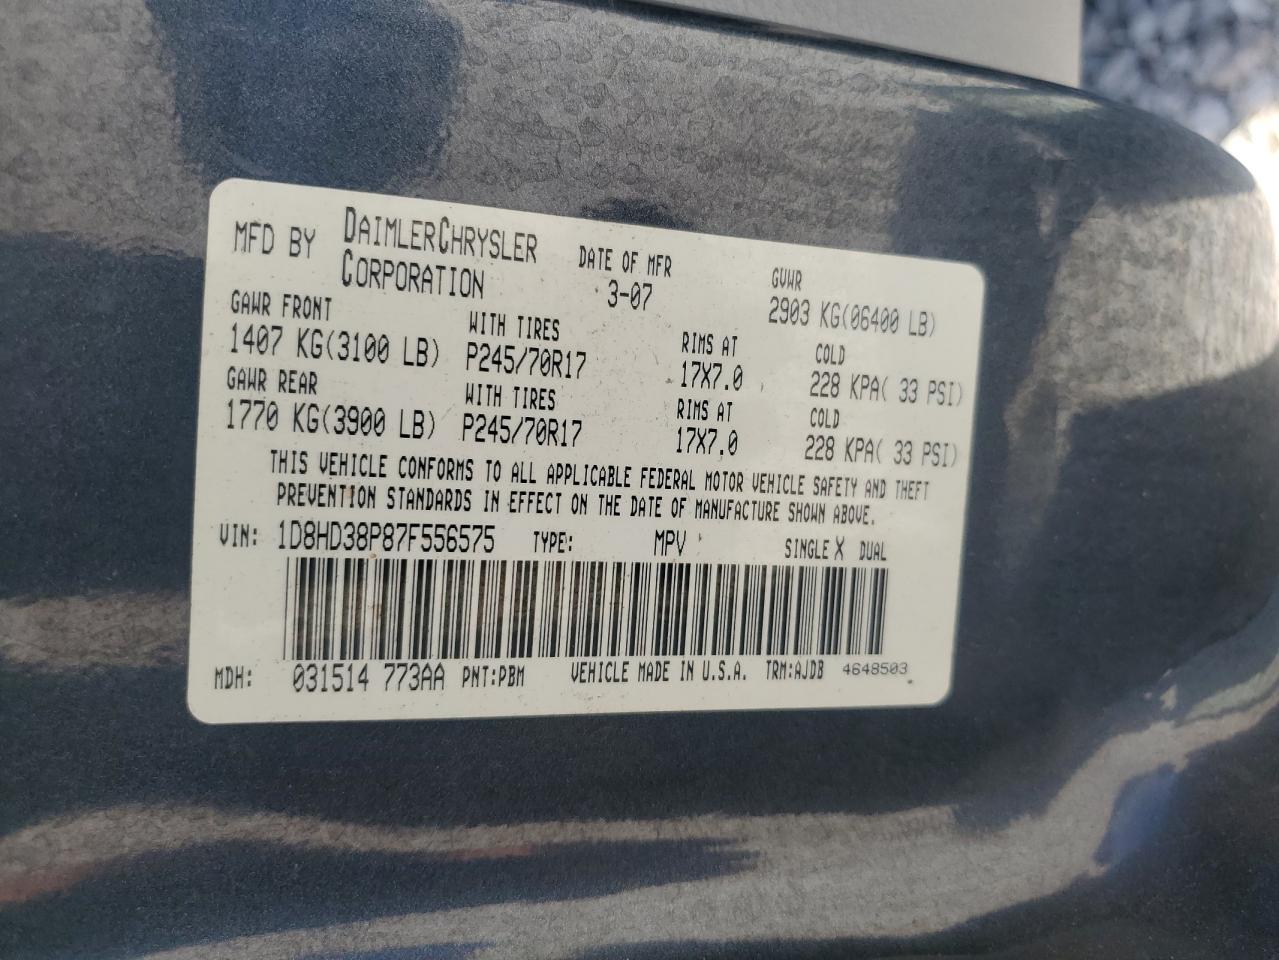 MFD BY DAIMLERCHRYSLER CORPORATION DATE OF MFR 3-07 GVWR 2903 KG(06400 LB)
GAWR FRONT WITH TIRES RIMS AT COLD
1407 KG(3100 LB) P245/70R17 17X7.0 228 KPA( 33 PSI)
GAWR REAR WITH TIRES RIMS AT COLD
1770 KG(3900 LB) P245/70R17 17X7.0 228 KPA( 33 PSI)
THIS VEHICLE CONFORMS TO ALL APPLICABLE FEDERAL MOTOR VEHICLE SAFETY AND THEFT
PREVENTION STANDARDS IN EFFECT ON THE DATE OF MANUFACTURE SHOWN ABOVE.
VIN: 1D8HD38P87F556575 TYPE: MPV SINGLE X DUAL
MDH: 031514 773AA PNT:PBM VEHICLE MADE IN U.S.A. TRM:AJDB 4648503